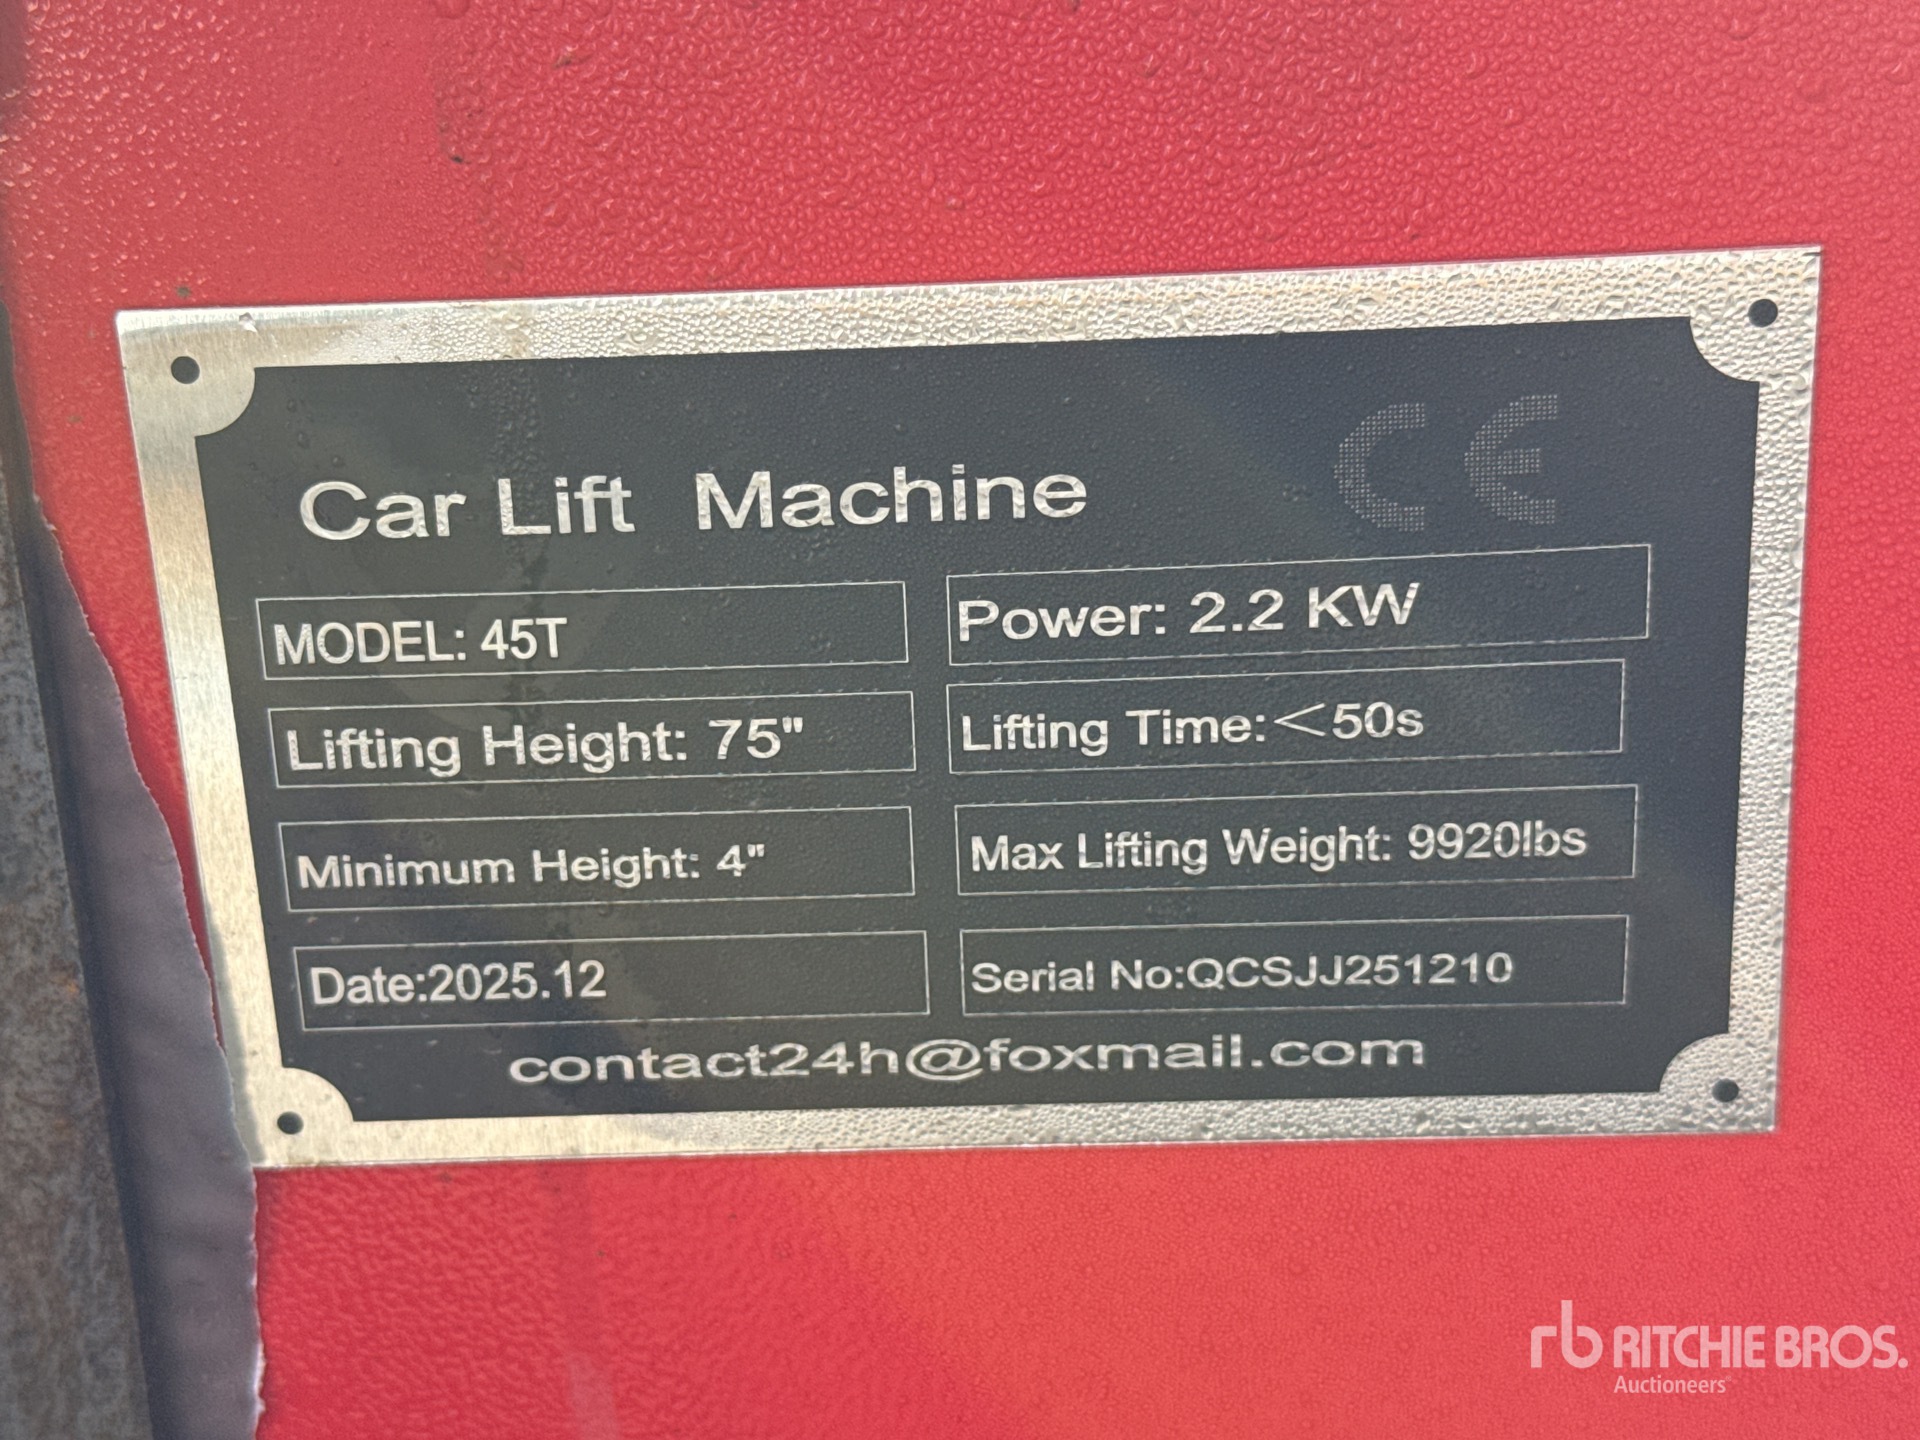 Car Lift Machine
CE
MODEL: 45T
Power: 2.2 KW
Lifting Height: 75"
Lifting Time:<50s
Minimum Height: 4"
Max Lifting Weight: 9920lbs
Date:2025.12
Serial No:QCSJJ251210
contact24h@foxmail.com
rb RITCHIE BROS.
Auctioneers